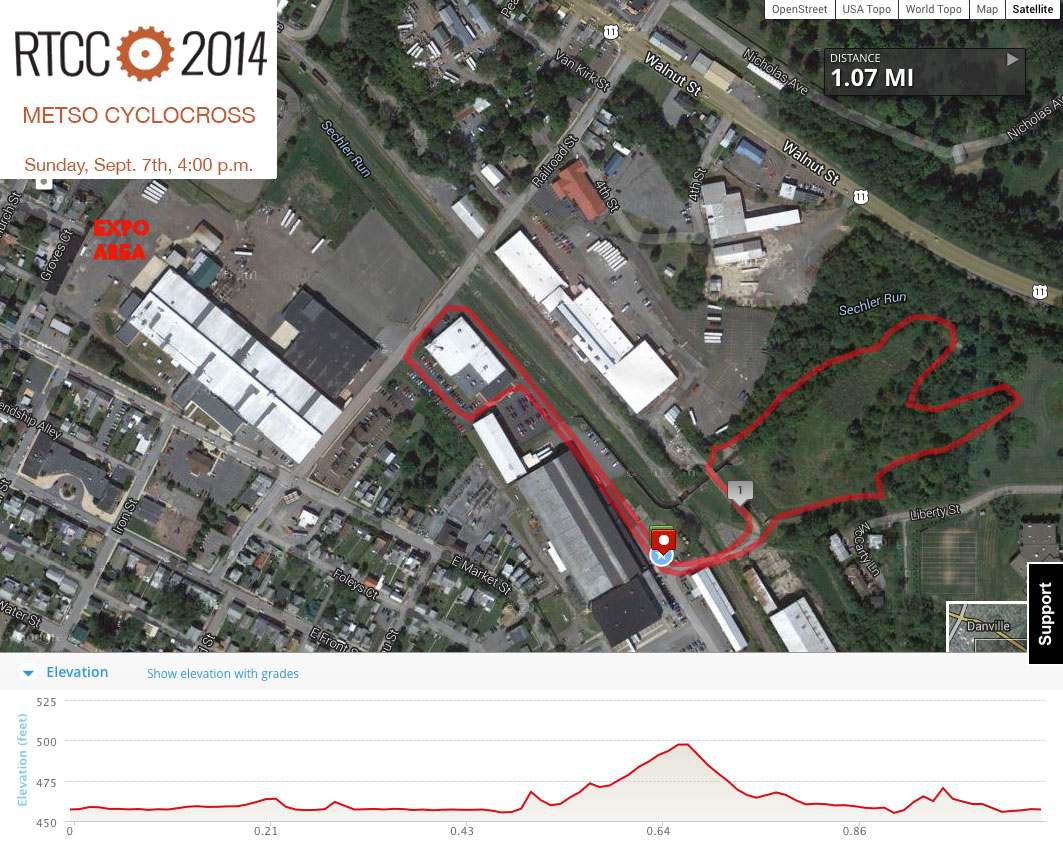 OpenStreet
USA Topo
World Topo
Map
Satellite
RTCC 2014
METSO CYCLOCROSS
Sunday, Sept. 7th, 4:00 p.m.
DISTANCE
1.07 MI
11
Walnut St
Nicholas Ave
Nicholas
Van Kirk St
Sechler Run
Railroad St
4th St
4th St
Walnut St
11
11
EXPO
AREA
Groves Ct
Sechler Run
1
Liberty St
McCarty Ln
Iron St
E Market St
Foleys Ct
E Front
Water St
Danville
Support
Elevation
Show elevation with grades
Elevation (feet)
525
500
475
450
0
0.21
0.43
0.64
0.86